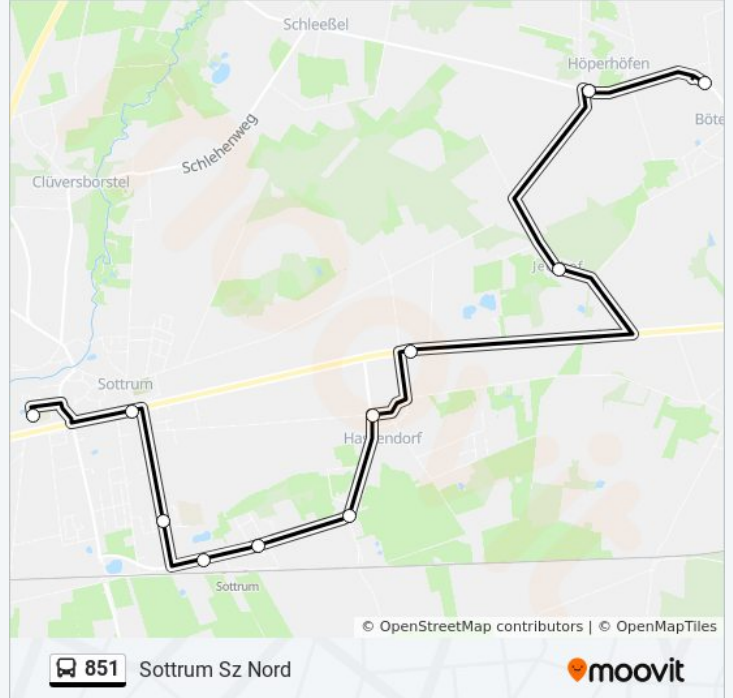 Schleeßel
Höperhöfen
Böte
Schlehenweg
Clüversborstel
Sottrum
Sottrum
© OpenStreetMap contributors | © OpenMapTiles
851 Sottrum Sz Nord
moovit